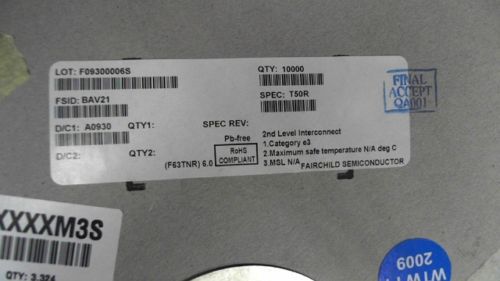 LOT: F09300006S
QTY: 10000
FSID: BAV21
SPEC: T50R
D/C1: A0930 QTY1: SPEC REV:
D/C2: QTY2:
Pb-free
RoHS
COMPLIANT
(F63TNR) 6.0
2nd Level Interconnect
1.Category e3
2.Maximum safe temperature N/A deg C
3.MSL N/A
FAIRCHILD SEMICONDUCTOR
FINAL
ACCEPT
QA001
XXXXM3S
QTY: 3,324
2009